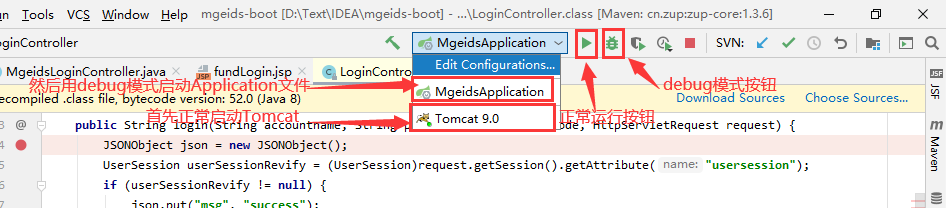 Tools VCS Window Help mgeids-boot [D:\Text\IDEA\mgeids-boot] - ...\LoginController.class [Maven: cn.zup:zup-core:1.3.6]
oginController MgeidsApplication SVN:
Edit Configurations...
MgeidsLoginController.java fundLogin.jsp LoginContro
然后用debug模式启动Application文件 MgeidsApplication debug模式按钮
ecompiled .class file, bytecode version: 52.0 (Java 8) Download Sources Choose Sources...
首先正常启动Tomcat Tomcat 9.0 正常运行按钮
public String login(String accountname, String p ode, HttpServletRequest request) {
JSONObject json = new JSONObject();
UserSession userSessionRevify = (UserSession)request.getSession().getAttribute( name: "usersession");
if (userSessionRevify != null) {
json.put("msg", "success");
JSP
JSF
Maven